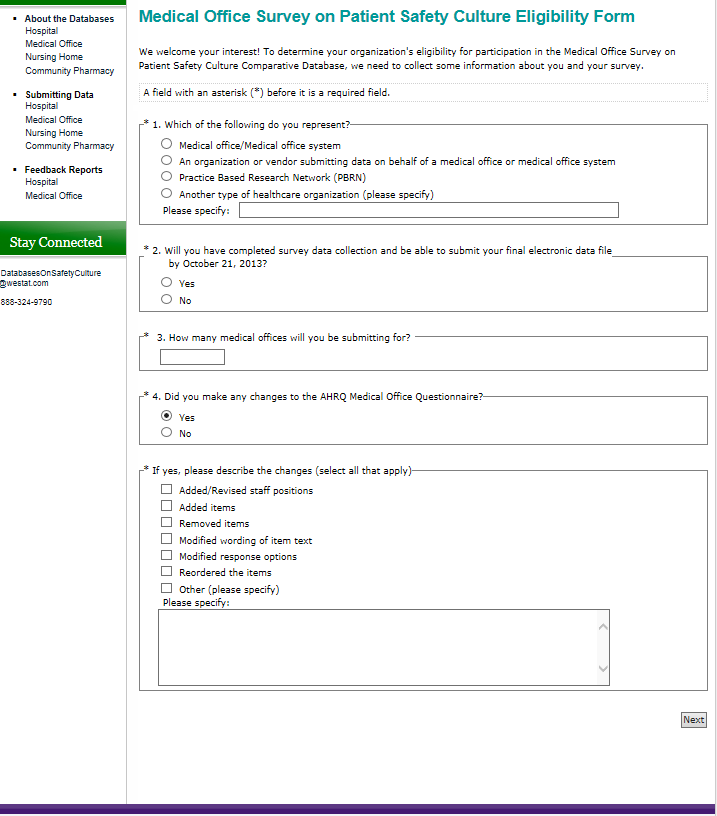 About the Databases
Hospital
Medical Office
Nursing Home
Community Pharmacy
Submitting Data
Hospital
Medical Office
Nursing Home
Community Pharmacy
Feedback Reports
Hospital
Medical Office
Stay Connected
DatabasesOnSafetyCulture
@westat.com
888-324-9790
Medical Office Survey on Patient Safety Culture Eligibility Form
We welcome your interest! To determine your organization's eligibility for participation in the Medical Office Survey on
Patient Safety Culture Comparative Database, we need to collect some information about you and your survey.
A field with an asterisk (*) before it is a required field.
* 1. Which of the following do you represent?
Medical office/Medical office system
An organization or vendor submitting data on behalf of a medical office or medical office system
Practice Based Research Network (PBRN)
Another type of healthcare organization (please specify)
Please specify:
* 2. Will you have completed survey data collection and be able to submit your final electronic data file
by October 21, 2013?
Yes
No
* 3. How many medical offices will you be submitting for?
* 4. Did you make any changes to the AHRQ Medical Office Questionnaire?
Yes
No
* If yes, please describe the changes (select all that apply)
Added/Revised staff positions
Added items
Removed items
Modified wording of item text
Modified response options
Reordered the items
Other (please specify)
Please specify:
Next